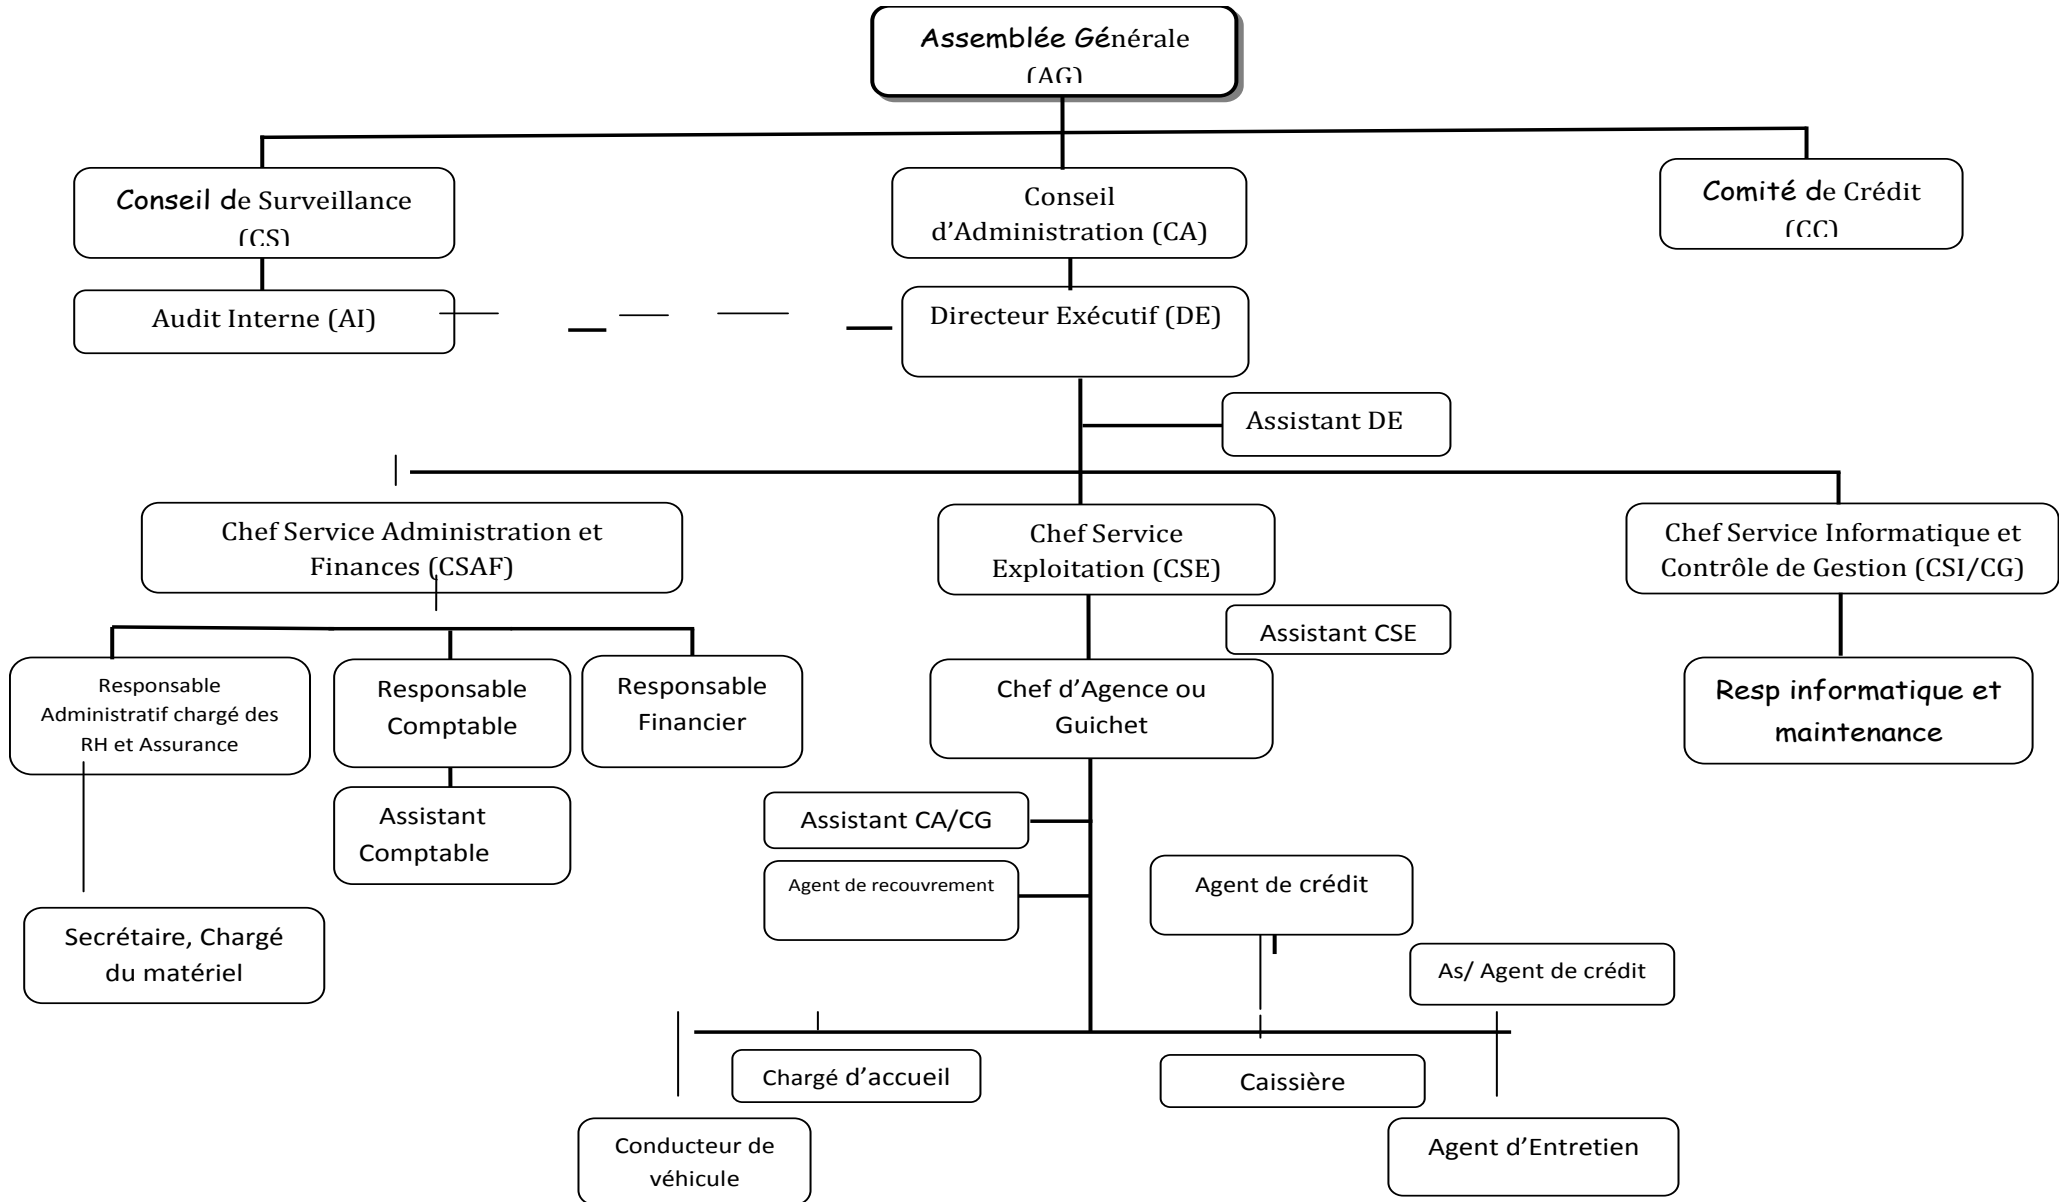 Assemblée Générale
(AG)
Conseil de Surveillance
(CS)
Conseil
d’Administration (CA)
Comité de Crédit
(CC)
Audit Interne (AI)
Directeur Exécutif (DE)
Assistant DE
Chef Service Administration et
Finances (CSAF)
Chef Service
Exploitation (CSE)
Chef Service Informatique et
Contrôle de Gestion (CSI/CG)
Assistant CSE
Responsable
Administratif chargé des
RH et Assurance
Responsable
Comptable
Responsable
Financier
Chef d’Agence ou
Guichet
Resp informatique et
maintenance
Assistant
Comptable
Assistant CA/CG
Agent de recouvrement
Agent de crédit
Secrétaire, Chargé
du matériel
As/ Agent de crédit
Chargé d’accueil
Caissière
Conducteur de
véhicule
Agent d’Entretien